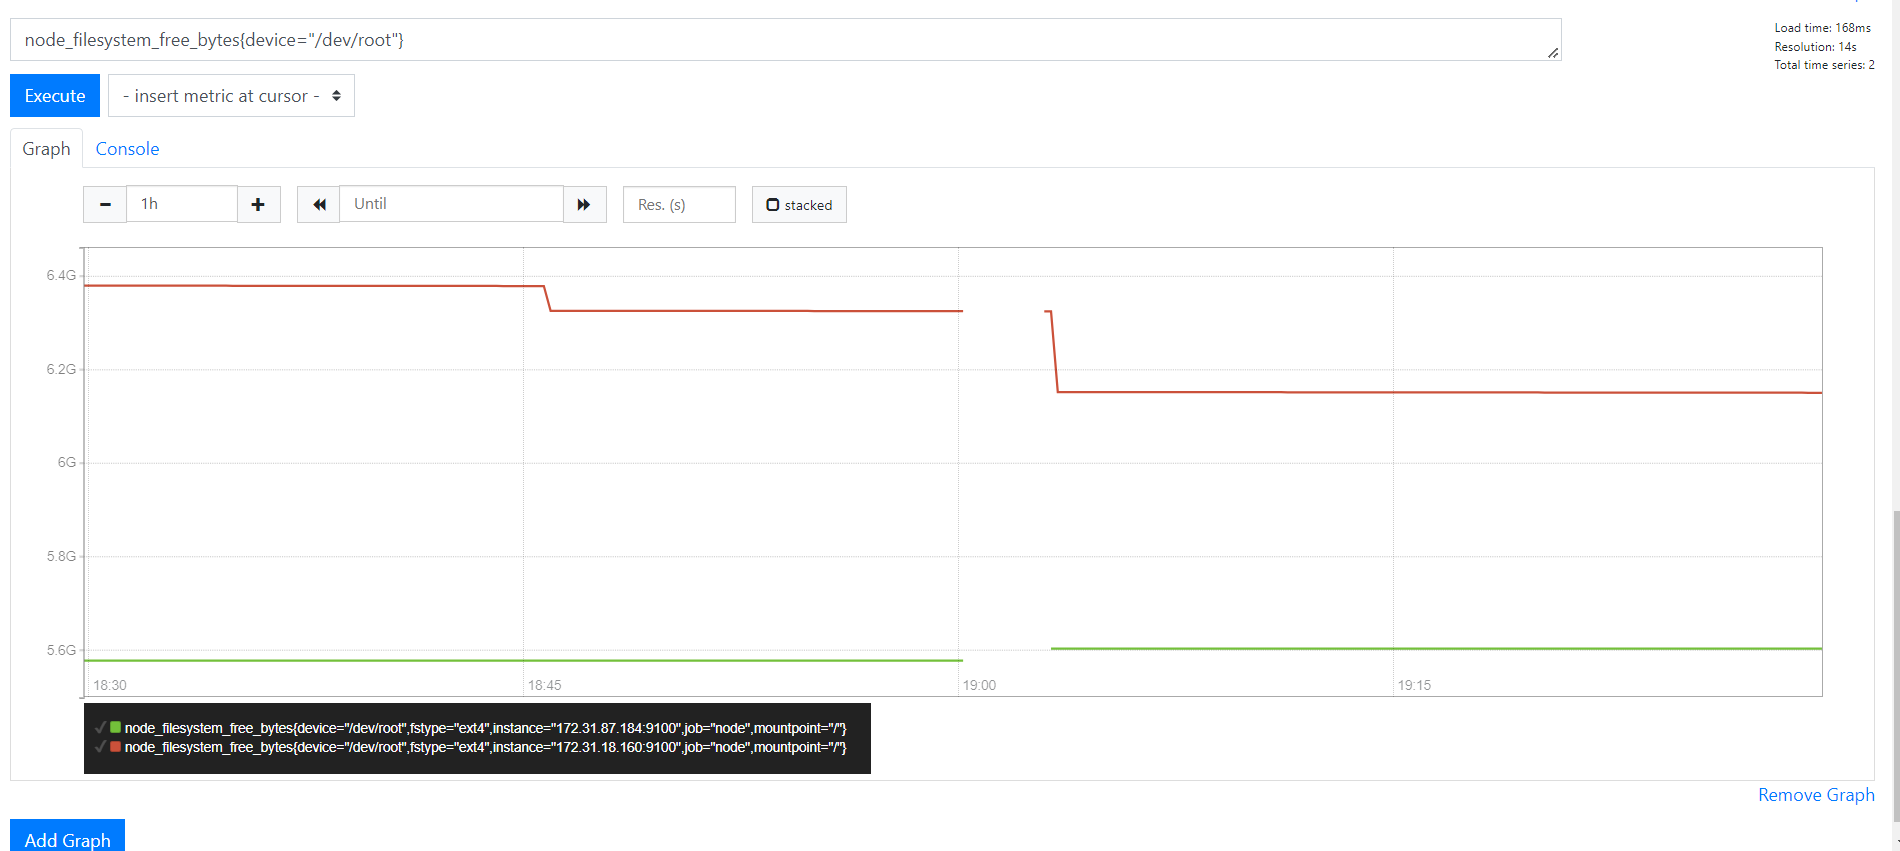 node_filesystem_free_bytes{device="/dev/root"}
Load time: 168ms
Resolution: 14s
Total time series: 2
Execute
- insert metric at cursor -
Graph Console
1h Until Res. (s) stacked
6.4G
6.2G
6G
5.8G
5.6G
18:30 18:45 19:00 19:15
node_filesystem_free_bytes{device="/dev/root",fstype="ext4",instance="172.31.87.184:9100",job="node",mountpoint="/"}
node_filesystem_free_bytes{device="/dev/root",fstype="ext4",instance="172.31.18.160:9100",job="node",mountpoint="/"}
Remove Graph
Add Graph